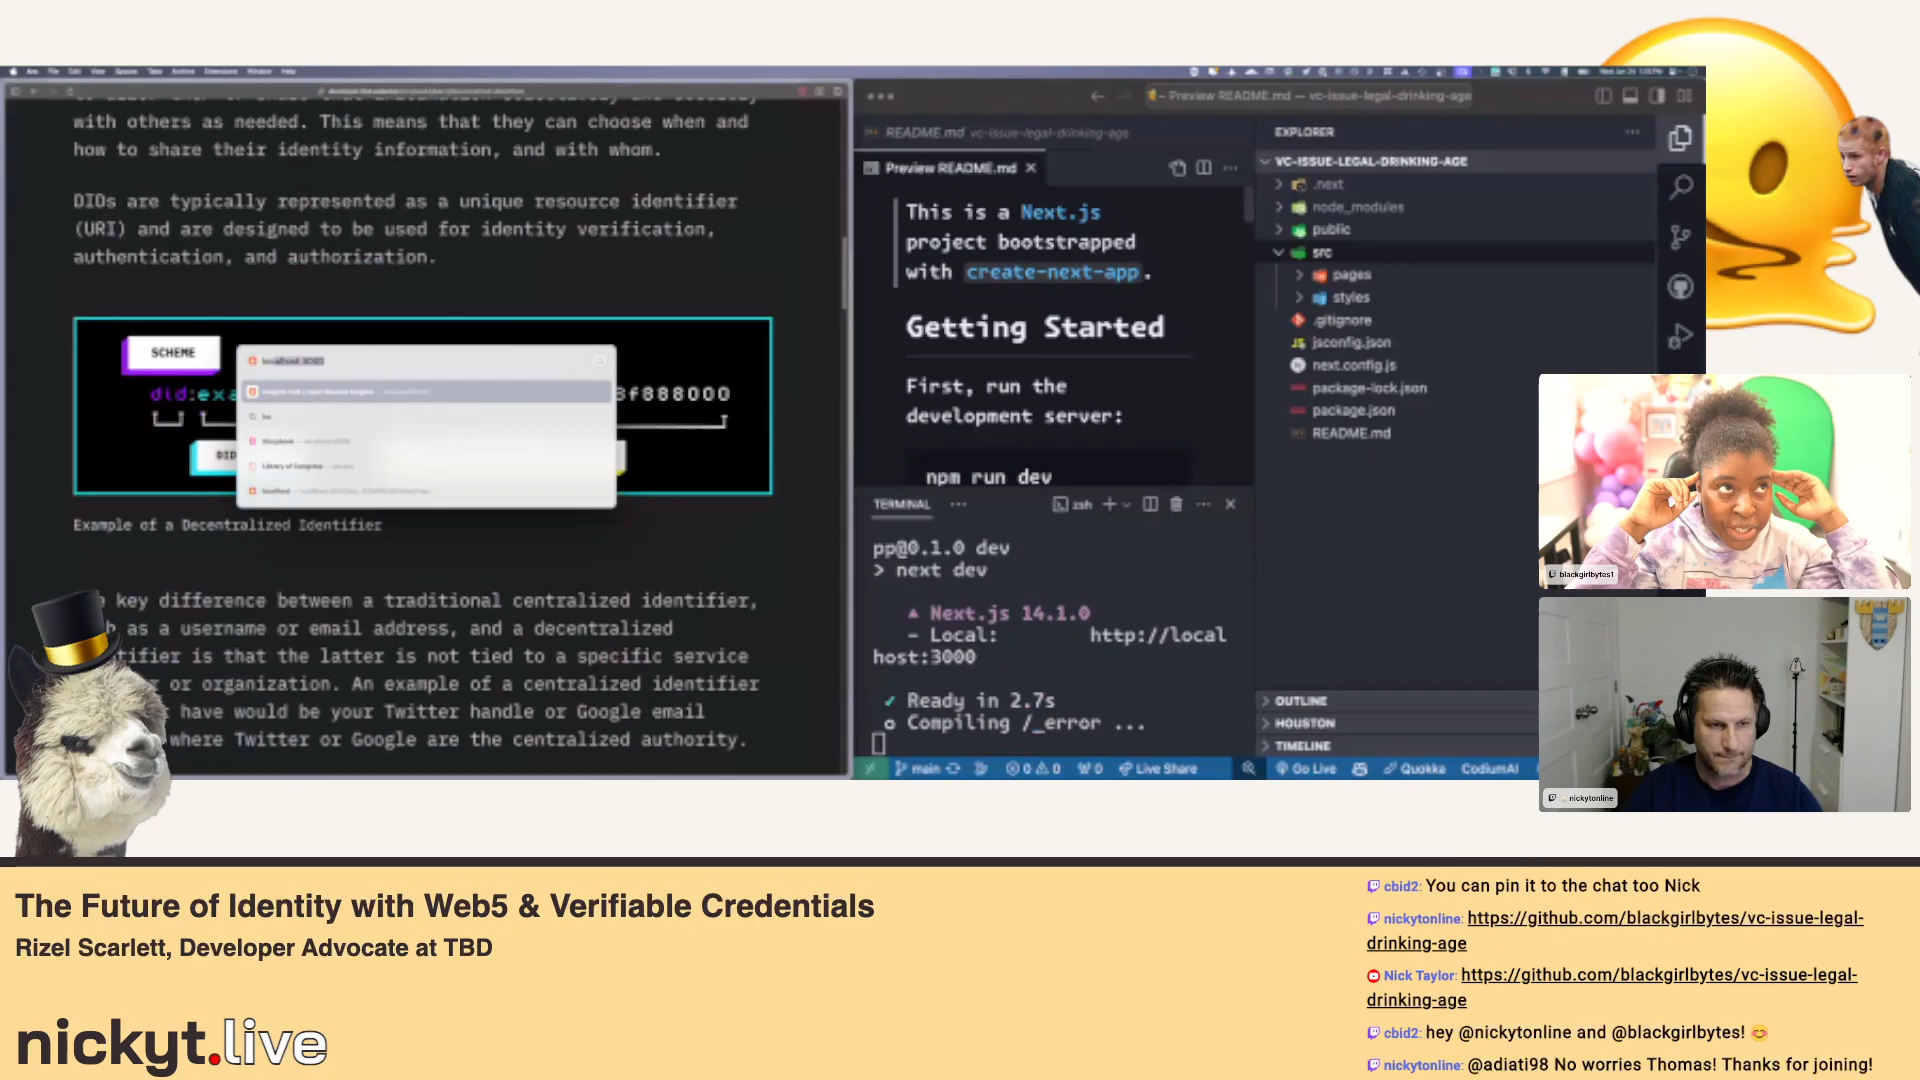 Preview README.md — vc-issue-legal-drinking-age
with others as needed. This means that they can choose when and
how to share their identity information, and with whom.
DIDs are typically represented as a unique resource identifier
(URI) and are designed to be used for identity verification,
authentication, and authorization.
SCHEME
localhost:3000
did:exa
8f888000
DID
Library of Congress
Example of a Decentralized Identifier
key difference between a traditional centralized identifier,
as a username or email address, and a decentralized
tifier is that the latter is not tied to a specific service
or organization. An example of a centralized identifier
have would be your Twitter handle or Google email
where Twitter or Google are the centralized authority.
README.md vc-issue-legal-drinking-age
Preview README.md
This is a Next.js
project bootstrapped
with create-next-app.
Getting Started
First, run the
development server:
npm run dev
TERMINAL
zsh
pp@0.1.0 dev
> next dev
▲ Next.js 14.1.0
- Local: http://local
host:3000
✓ Ready in 2.7s
○ Compiling /_error ...
EXPLORER
VC-ISSUE-LEGAL-DRINKING-AGE
.next
node_modules
public
src
pages
styles
.gitignore
jsconfig.json
next.config.js
package-lock.json
package.json
README.md
OUTLINE
HOUSTON
TIMELINE
main 0 0 0 Live Share Go Live Quokka CodiumAI
blackgirlbytes1
nickytonline
The Future of Identity with Web5 & Verifiable Credentials
Rizel Scarlett, Developer Advocate at TBD
nickyt.live
cbid2: You can pin it to the chat too Nick
nickytonline: https://github.com/blackgirlbytes/vc-issue-legal-
drinking-age
Nick Taylor: https://github.com/blackgirlbytes/vc-issue-legal-
drinking-age
cbid2: hey @nickytonline and @blackgirlbytes! 😊
nickytonline: @adiati98 No worries Thomas! Thanks for joining!